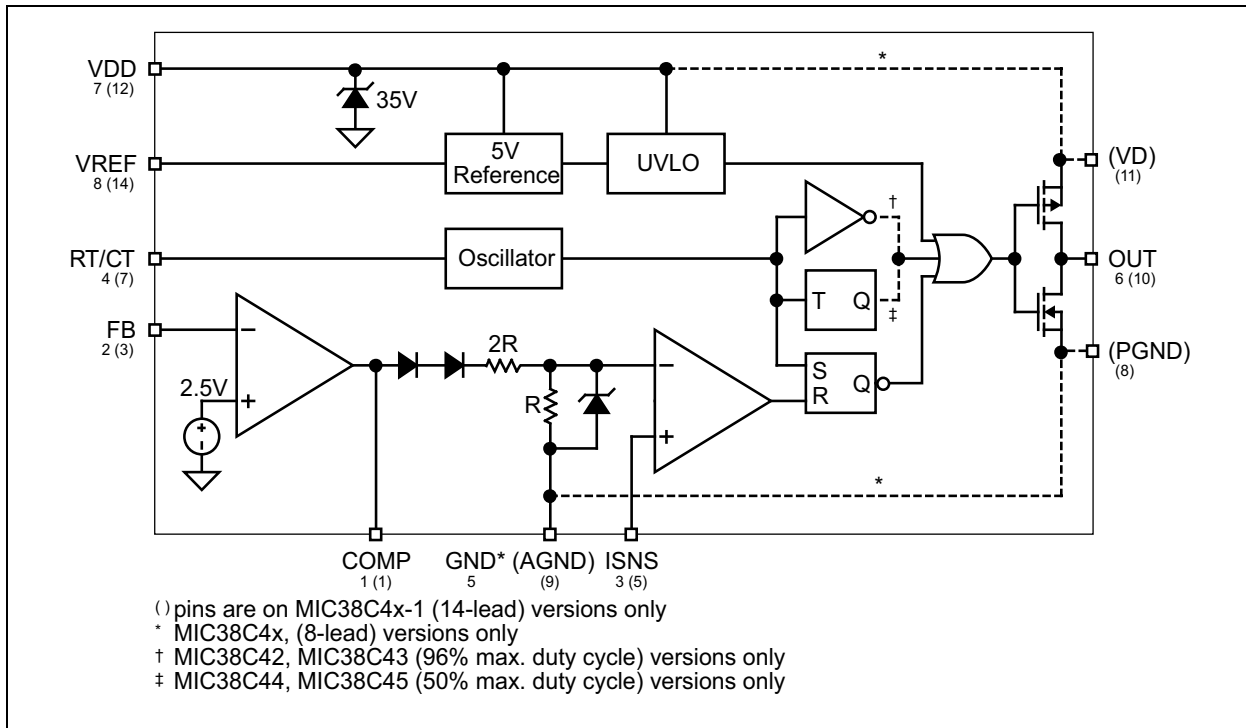 VDD
7 (12)
35V
*
VREF
8 (14)
5V
Reference
UVLO
(VD)
(11)
†
RT/CT
4 (7)
Oscillator
OUT
6 (10)
T Q
‡
FB
2 (3)
−
2.5V
+
+
-
2R
R
−
+
S
R
Q
(PGND)
(8)
*
COMP
1 (1)
GND* (AGND)
5 (9)
ISNS
3 (5)
( ) pins are on MIC38C4x-1 (14-lead) versions only
* MIC38C4x, (8-lead) versions only
† MIC38C42, MIC38C43 (96% max. duty cycle) versions only
‡ MIC38C44, MIC38C45 (50% max. duty cycle) versions only